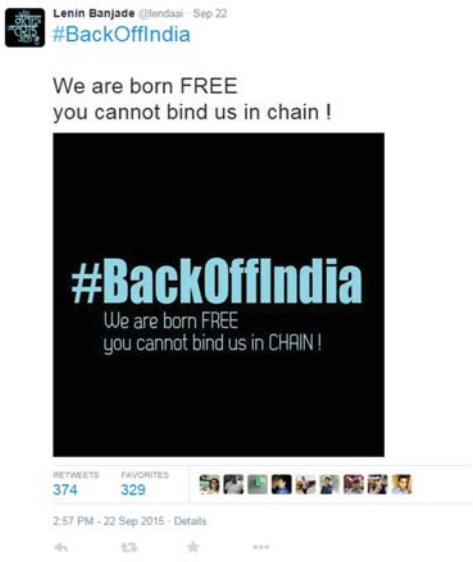 Lenin Banjade @lendaai · Sep 22
#BackOffIndia
We are born FREE
you cannot bind us in chain !
#BackOffIndia
We are born FREE
you cannot bind us in CHAIN !
RETWEETS FAVORITES
374 329
2:57 PM - 22 Sep 2015 · Details